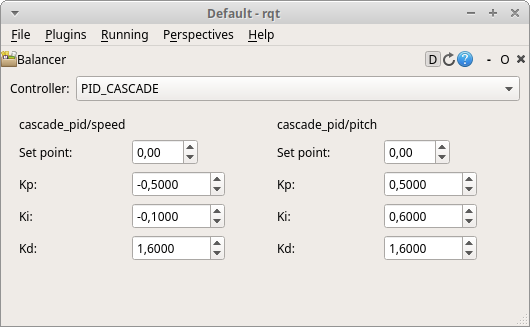 Default - rqt
File Plugins Running Perspectives Help
Balancer D ? - O ✖
Controller: PID_CASCADE
cascade_pid/speed cascade_pid/pitch
Set point: 0,00 Set point: 0,00
Kp: -0,5000 Kp: 0,5000
Ki: -0,1000 Ki: 0,6000
Kd: 1,6000 Kd: 1,6000